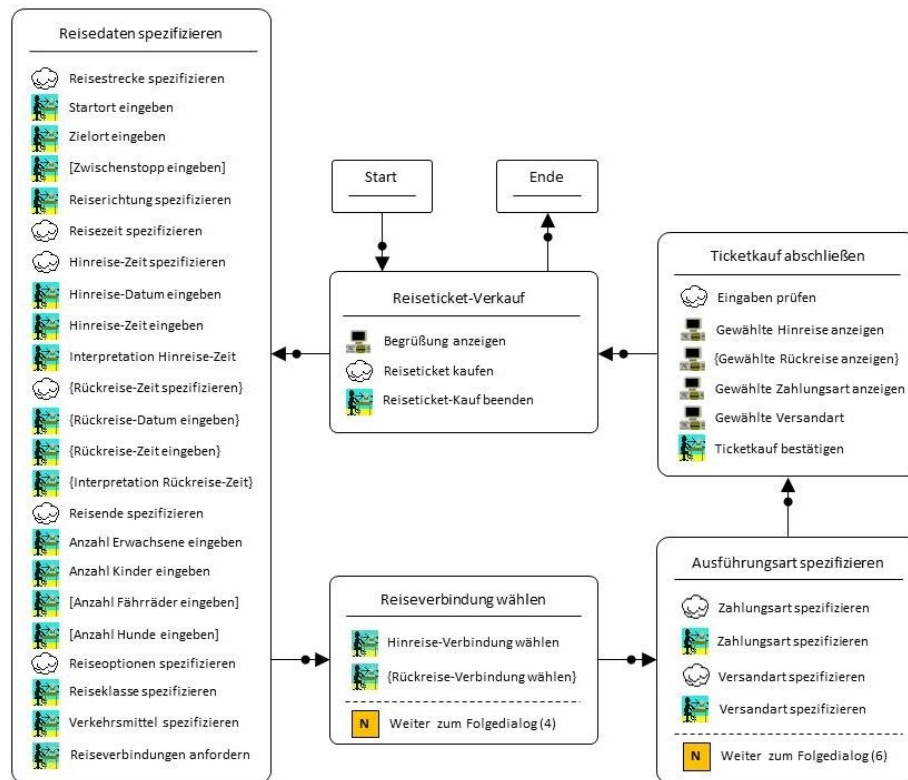 Reisedaten spezifizieren
Reisestrecke spezifizieren
Startort eingeben
Zielort eingeben
[Zwischenstopp eingeben]
Reiserichtung spezifizieren
Reisezeit spezifizieren
Hinreise-Zeit spezifizieren
Hinreise-Datum eingeben
Hinreise-Zeit eingeben
Interpretation Hinreise-Zeit
{Rückreise-Zeit spezifizieren}
{Rückreise-Datum eingeben}
{Rückreise-Zeit eingeben}
{Interpretation Rückreise-Zeit}
Reisende spezifizieren
Anzahl Erwachsene eingeben
Anzahl Kinder eingeben
[Anzahl Fährräder eingeben]
[Anzahl Hunde eingeben]
Reiseoptionen spezifizieren
Reiseklasse spezifizieren
Verkehrsmittel spezifizieren
Reiseverbindungen anfordern
Start
Ende
Reiseticket-Verkauf
Begrüßung anzeigen
Reiseticket kaufen
Reiseticket-Kauf beenden
Ticketkauf abschließen
Eingaben prüfen
Gewählte Hinreise anzeigen
{Gewählte Rückreise anzeigen}
Gewählte Zahlungsart anzeigen
Gewählte Versandart
Ticketkauf bestätigen
Reiseverbindung wählen
Hinreise-Verbindung wählen
{Rückreise-Verbindung wählen}
N Weiter zum Folgedialog (4)
Ausführungsart spezifizieren
Zahlungsart spezifizieren
Zahlungsart spezifizieren
Versandart spezifizieren
Versandart spezifizieren
N Weiter zum Folgedialog (6)